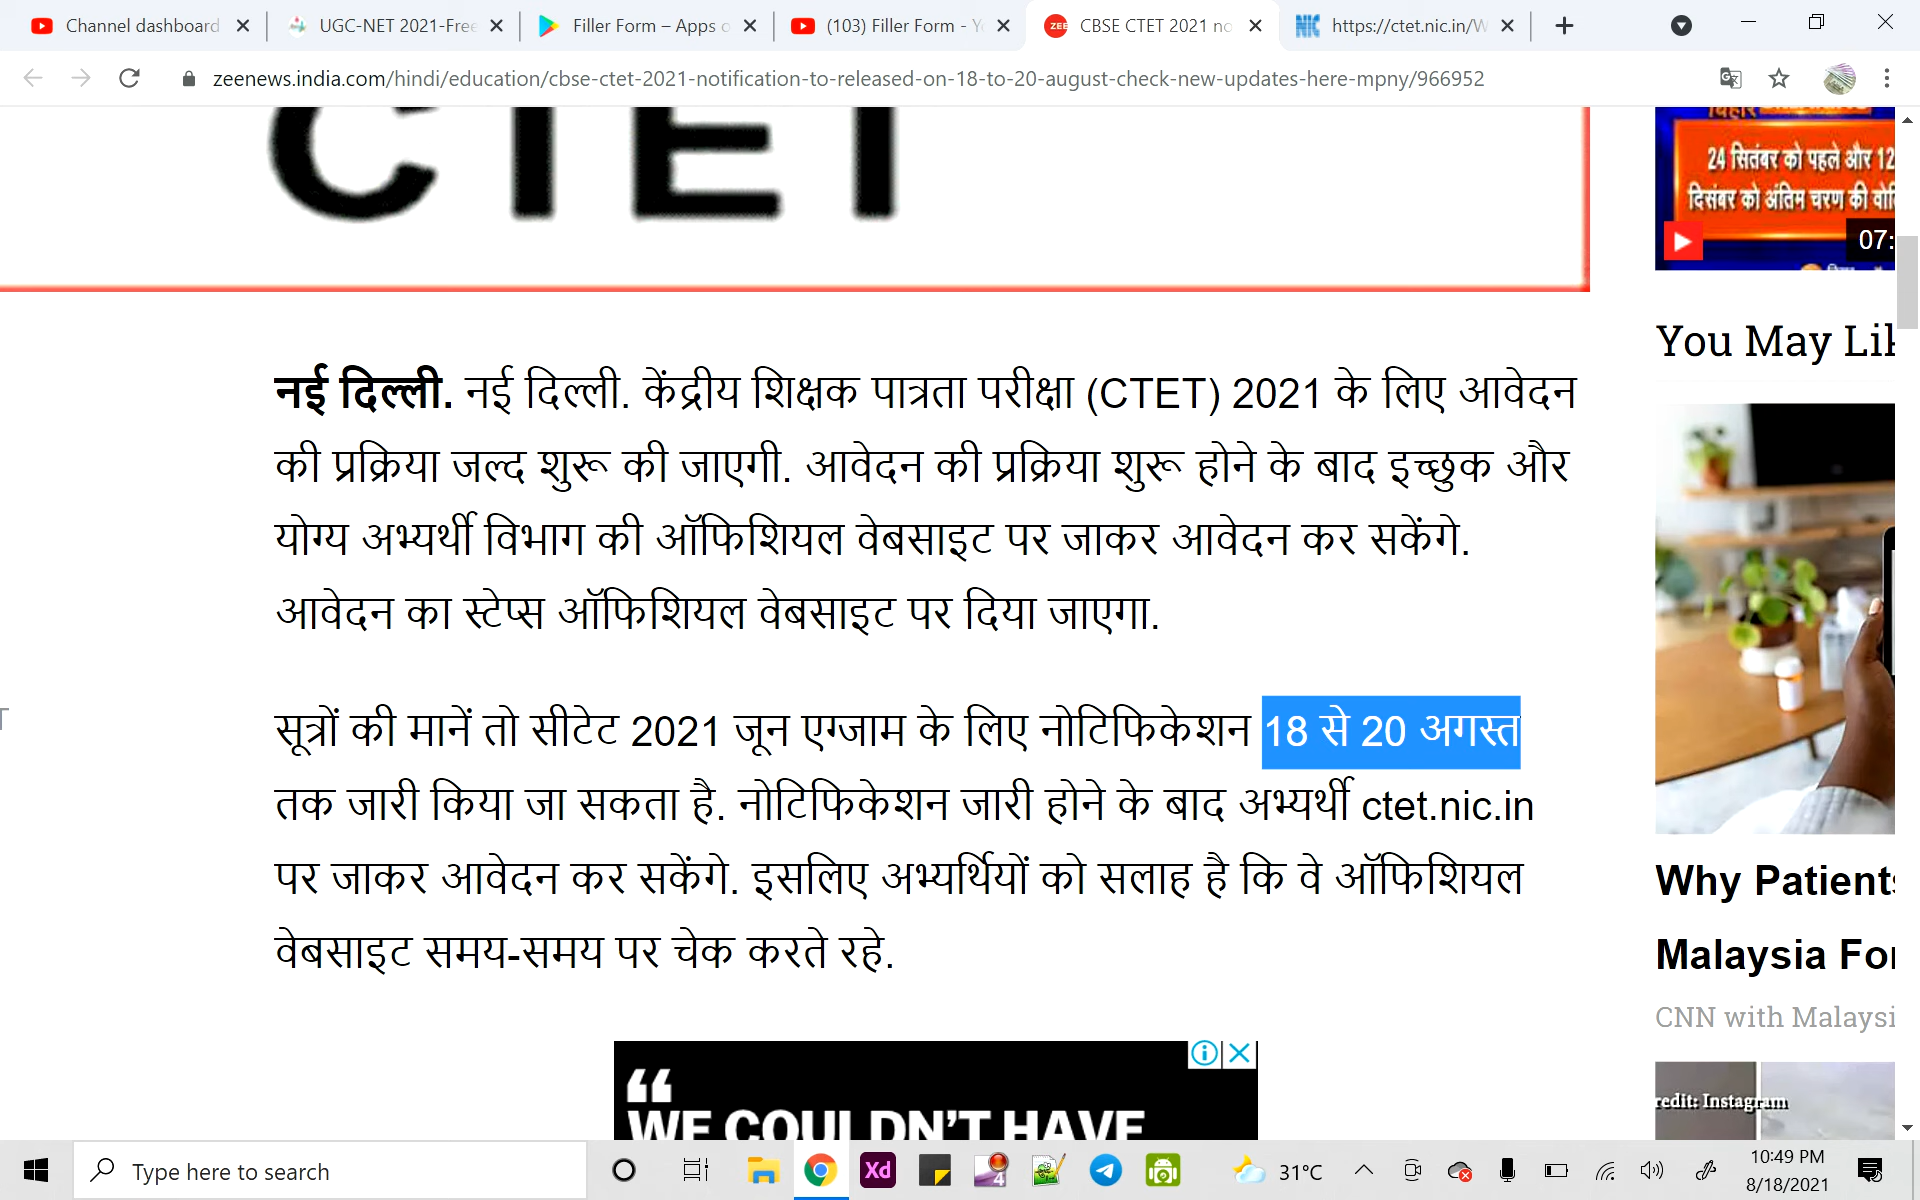 Channel dashboard
UGC-NET 2021-Free
Filler Form – Apps o
(103) Filler Form - Y
CBSE CTET 2021 no
https://ctet.nic.in/W
zeenews.india.com/hindi/education/cbse-ctet-2021-notification-to-released-on-18-to-20-august-check-new-updates-here-mpny/966952
CTET
बिहार
24 सितंबर को पहले और 12
दिसंबर को अंतिम चरण की
07:
You May Lik
नई दिल्ली. नई दिल्ली. केंद्रीय शिक्षक पात्रता परीक्षा (CTET) 2021 के लिए आवेदन
की प्रक्रिया जल्द शुरू की जाएगी. आवेदन की प्रक्रिया शुरू होने के बाद इच्छुक और
योग्य अभ्यर्थी विभाग की ऑफिशियल वेबसाइट पर जाकर आवेदन कर सकेंगे.
आवेदन का स्टेप्स ऑफिशियल वेबसाइट पर दिया जाएगा.
सूत्रों की मानें तो सीटेट 2021 जून एग्जाम के लिए नोटिफिकेशन 18 से 20 अगस्त
तक जारी किया जा सकता है. नोटिफिकेशन जारी होने के बाद अभ्यर्थी ctet.nic.in
पर जाकर आवेदन कर सकेंगे. इसलिए अभ्यर्थियों को सलाह है कि वे ऑफिशियल
वेबसाइट समय-समय पर चेक करते रहे.
Why Patients
Malaysia For
CNN with Malaysi
redit: Instagram
“WE COULDN'T HAVE
Type here to search
Xd
31°C
10:49 PM
8/18/2021